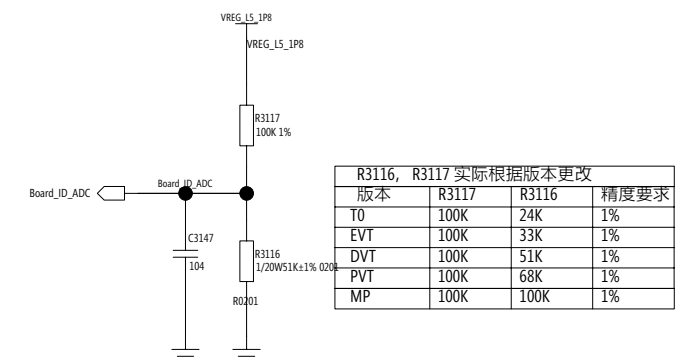 VREG_L5_1P8
VREG_L5_1P8
R3117
100K 1%
Board_ID_ADC
Board_ID_ADC
C3147
104
R3116
1/20W51K±1% 0201
R0201
R3116, R3117 实际根据版本更改
版本 R3117 R3116 精度要求
T0 100K 24K 1%
EVT 100K 33K 1%
DVT 100K 51K 1%
PVT 100K 68K 1%
MP 100K 100K 1%